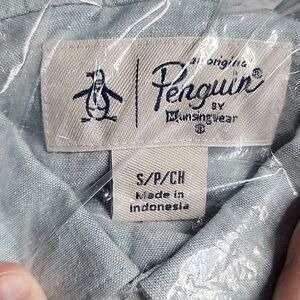 an original
Penguin®
BY
Munsingwear
®
S/P/CH
Made in
Indonesia